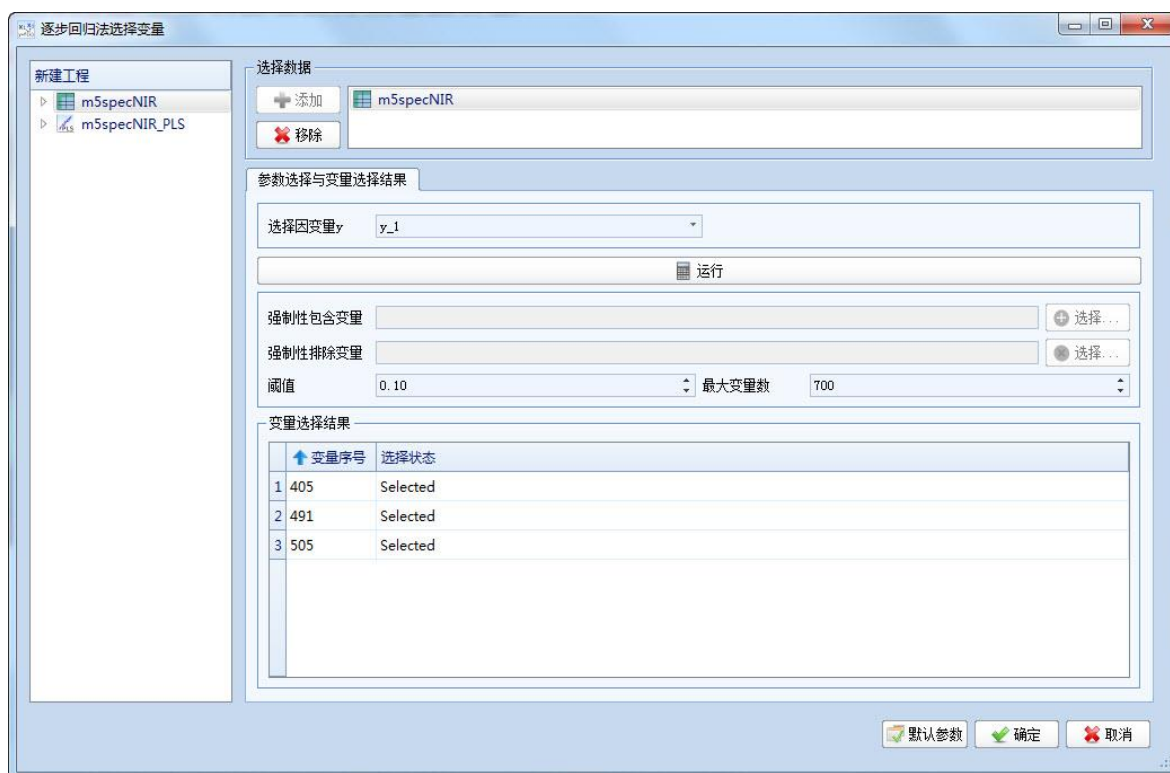 逐步回归法选择变量
新建工程
m5specNIR
m5specNIR_PLS
选择数据
添加
m5specNIR
移除
参数选择与变量选择结果
选择因变量y y_1
运行
强制性包含变量 选择...
强制性排除变量 选择...
阈值 0.10 最大变量数 700
变量选择结果
变量序号 选择状态
1 405 Selected
2 491 Selected
3 505 Selected
默认参数 确定 取消